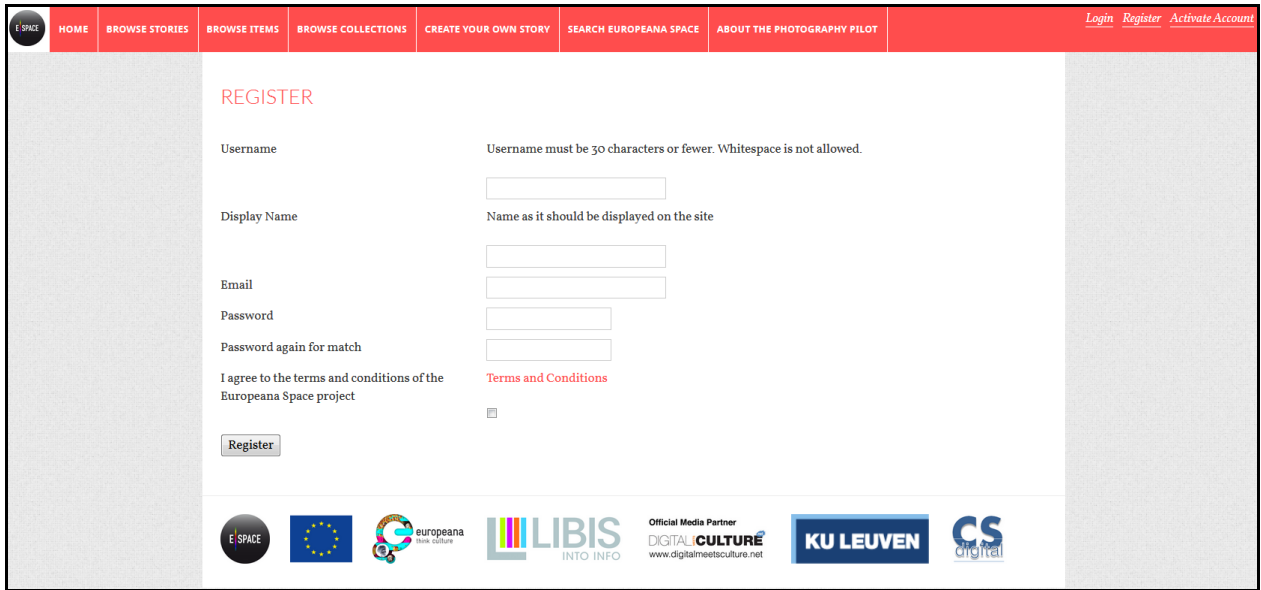 E SPACE
HOME
BROWSE STORIES
BROWSE ITEMS
BROWSE COLLECTIONS
CREATE YOUR OWN STORY
SEARCH EUROPEANA SPACE
ABOUT THE PHOTOGRAPHY PILOT
Login Register Activate Account
REGISTER
Username
Username must be 30 characters or fewer. Whitespace is not allowed.
Display Name
Name as it should be displayed on the site
Email
Password
Password again for match
I agree to the terms and conditions of the
Europeana Space project
Terms and Conditions
Register
E SPACE
europeana
think culture
LIBIS
INTO INFO
Official Media Partner
DIGITAL CULTURE
www.digitalmeetsculture.net
KU LEUVEN
CS
digital